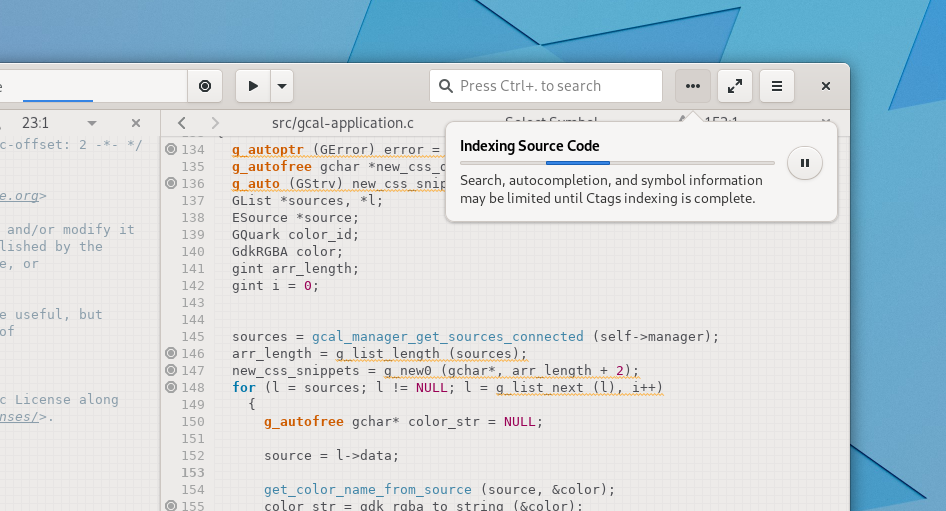 e
Press Ctrl+. to search
23:1
src/gcal-application.c
Indexing Source Code
Search, autocompletion, and symbol information
may be limited until Ctags indexing is complete.
c-offset: 2 -*- */
e.org>
and/or modify it
lished by the
e, or
e useful, but
of
c License along
nses/>.
134 g_autoptr (GError) error =
135 g_autofree gchar *new_css_
136 g_auto (GStrv) new_css_snip
137 GList *sources, *l;
138 ESource *source;
139 GQuark color_id;
140 GdkRGBA color;
141 gint arr_length;
142 gint i = 0;
143
144
145 sources = gcal_manager_get_sources_connected (self->manager);
146 arr_length = g_list_length (sources);
147 new_css_snippets = g_new0 (gchar*, arr_length + 2);
148 for (l = sources; l != NULL; l = g_list_next (l), i++)
149 {
150 g_autofree gchar* color_str = NULL;
151
152 source = l->data;
153
154 get_color_name_from_source (source, &color);
155 color_str = gdk_rgba_to_string (&color);